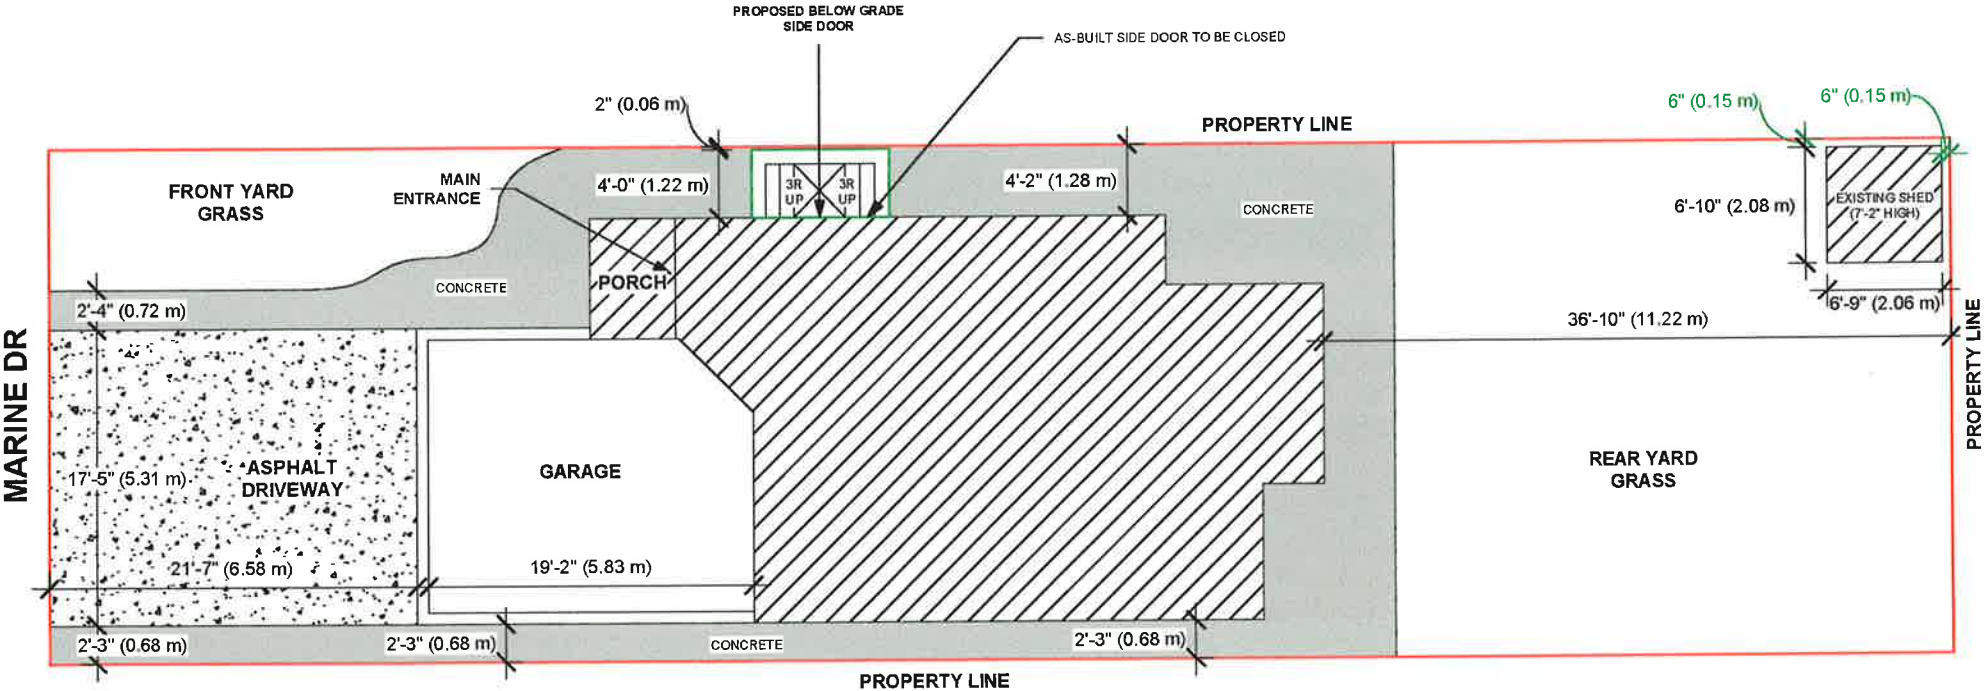 PROPOSED BELOW GRADE
SIDE DOOR
AS-BUILT SIDE DOOR TO BE CLOSED
2" (0.06 m)
PROPERTY LINE
6" (0.15 m)
6" (0.15 m)
FRONT YARD
GRASS
MAIN
ENTRANCE
4'-0" (1.22 m)
3R
UP
3R
UP
4'-2" (1.28 m)
CONCRETE
6'-10" (2.08 m)
EXISTING SHED
(7'-2" HIGH)
2'-4" (0.72 m)
CONCRETE
PORCH
6'-9" (2.06 m)
36'-10" (11.22 m)
PROPERTY LINE
MARINE DR
17'-5" (5.31 m)
ASPHALT
DRIVEWAY
GARAGE
REAR YARD
GRASS
21'-7" (6.58 m)
19'-2" (5.83 m)
2'-3" (0.68 m)
2'-3" (0.68 m)
CONCRETE
2'-3" (0.68 m)
PROPERTY LINE